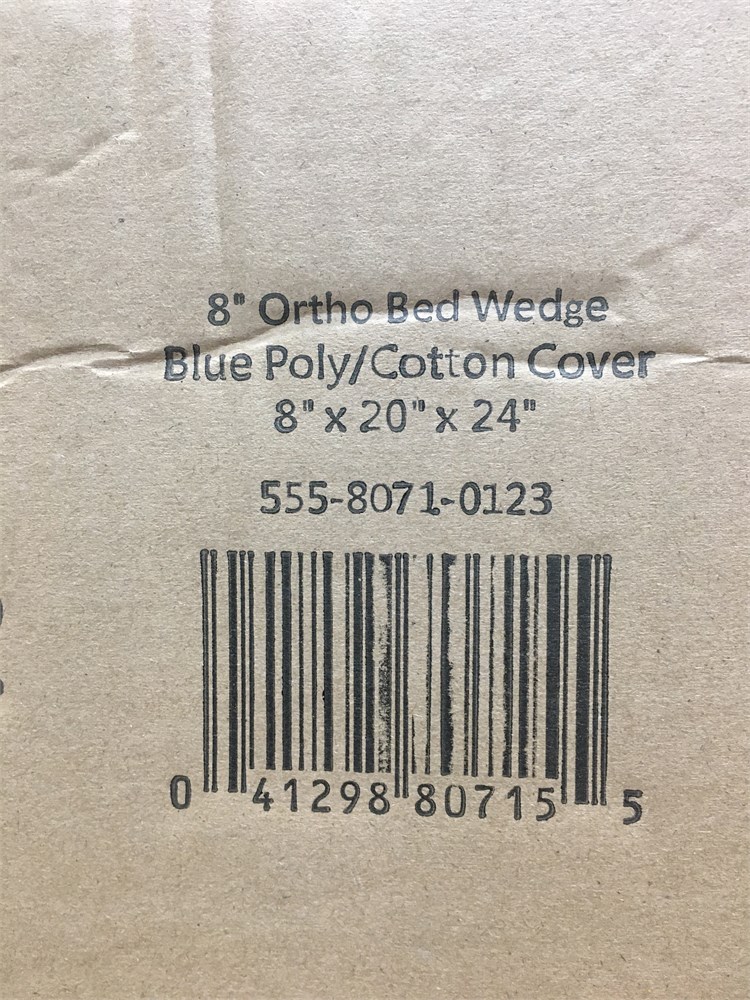 8" Ortho Bed Wedge
Blue Poly/Cotton Cover
8" x 20" x 24"
555-8071-0123
0 41298 80715 5